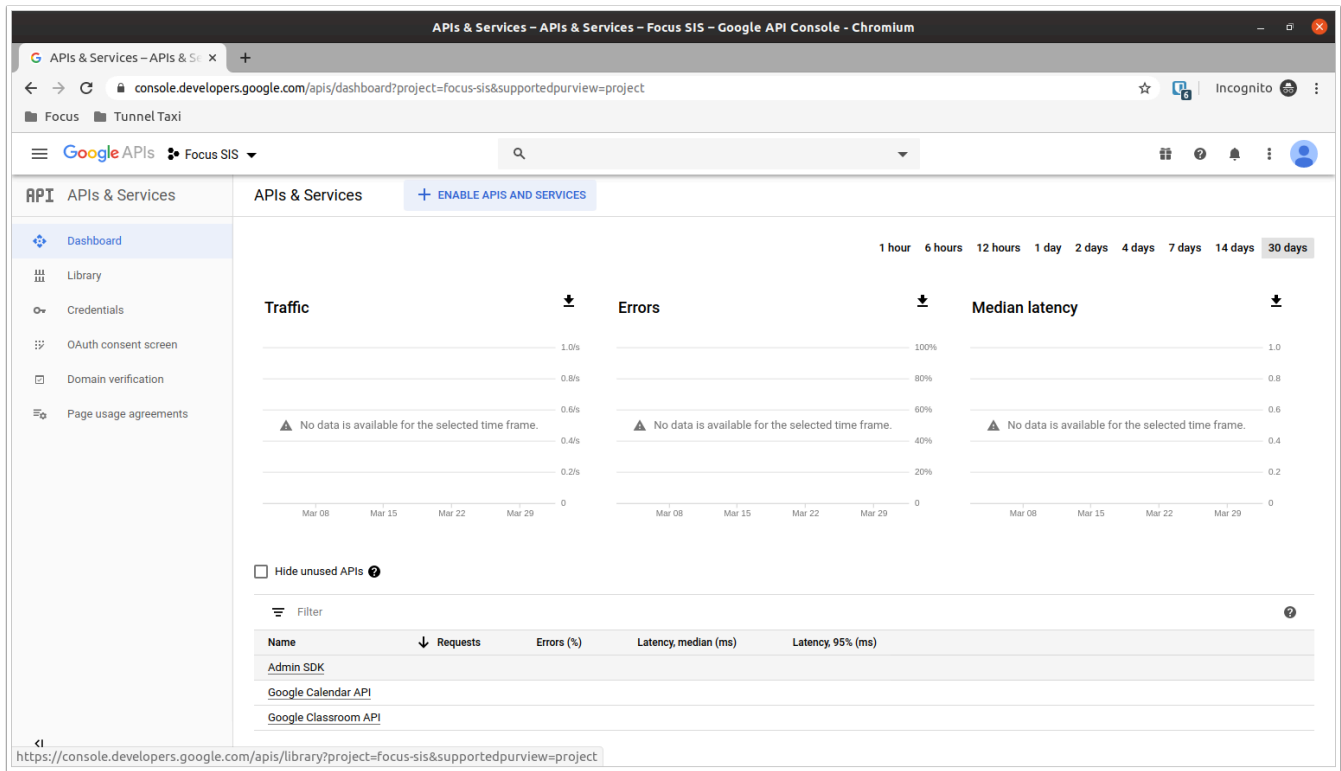 APIs & Services – APIs & Services – Focus SIS – Google API Console - Chromium
G APIs & Services – APIs & Se × +
console.developers.google.com/apis/dashboard?project=focus-sis&supportedpurview=project 6 Incognito
Focus Tunnel Taxi
Google APIs Focus SIS
API APIs & Services APIs & Services + ENABLE APIS AND SERVICES
Dashboard
Library
Credentials
OAuth consent screen
Domain verification
Page usage agreements
1 hour 6 hours 12 hours 1 day 2 days 4 days 7 days 14 days 30 days
Traffic Errors Median latency
1.0/s 100% 1.0
0.8/s 80% 0.8
0.6/s 60% 0.6
No data is available for the selected time frame. No data is available for the selected time frame. No data is available for the selected time frame.
0.4/s 40% 0.4
0.2/s 20% 0.2
0 0 0
Mar 08 Mar 15 Mar 22 Mar 29 Mar 08 Mar 15 Mar 22 Mar 29 Mar 08 Mar 15 Mar 22 Mar 29
Hide unused APIs ?
Filter ?
Name Requests Errors (%) Latency, median (ms) Latency, 95% (ms)
Admin SDK
Google Calendar API
Google Classroom API
https://console.developers.google.com/apis/library?project=focus-sis&supportedpurview=project